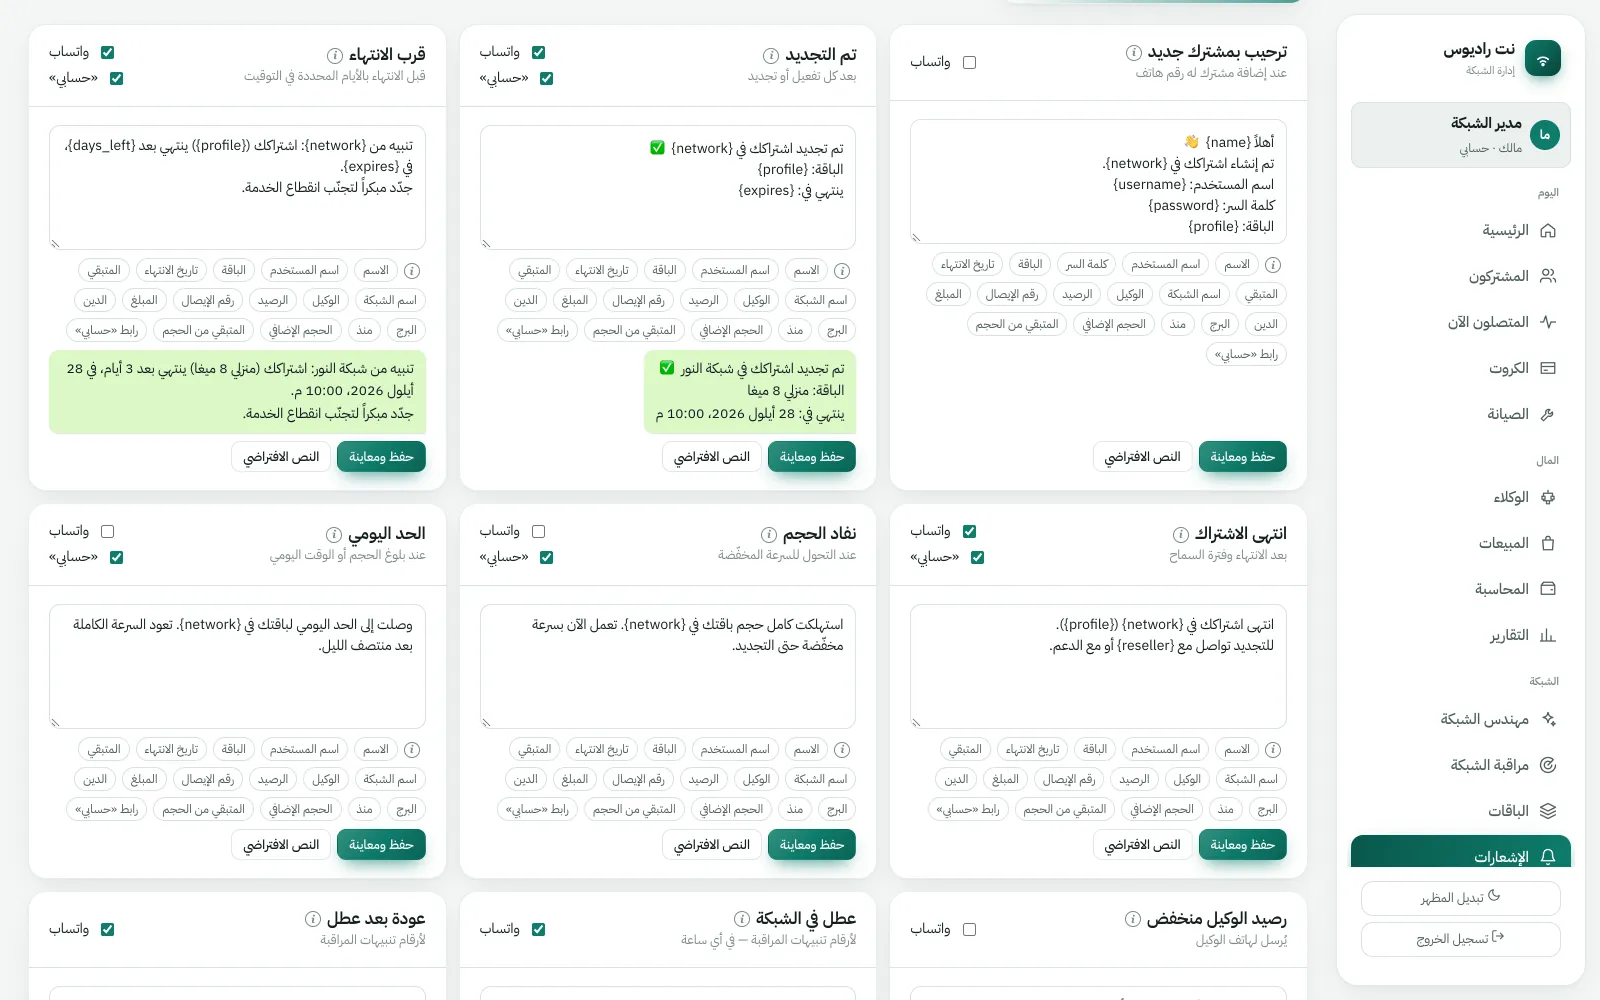 نت راديوس
إدارة الشبكة
ما
مدير الشبكة
مالك · حسابي
اليوم
الرئيسية
المشتركون
المتصلون الآن
الكروت
الصيانة
المال
الوكلاء
المبيعات
المحاسبة
التقارير
الشبكة
مهندس الشبكة
مراقبة الشبكة
الباقات
الإشعارات
تبديل المظهر
تسجيل الخروج
ترحيب بمشترك جديد
عند إضافة مشترك له رقم هاتف
واتساب
أهلاً {name} 👋
تم إنشاء اشتراكك في {network}.
اسم المستخدم: {username}
كلمة السر: {password}
الباقة: {profile}
الاسم اسم المستخدم كلمة السر الباقة تاريخ الانتهاء
المتبقي اسم الشبكة الوكيل الرصيد رقم الإيصال المبلغ
الدين البرج منذ الحجم الإضافي المتبقي من الحجم
رابط «حسابي»
حفظ ومعاينة النص الافتراضي
تم التجديد
بعد كل تفعيل أو تجديد
واتساب
«حسابي»
تم تجديد اشتراكك في {network} ✅
الباقة: {profile}
ينتهي في: {expires}
الاسم اسم المستخدم الباقة تاريخ الانتهاء المتبقي
اسم الشبكة الوكيل الرصيد رقم الإيصال المبلغ الدين
البرج منذ الحجم الإضافي المتبقي من الحجم رابط «حسابي»
تم تجديد اشتراكك في شبكة النور ✅
الباقة: منزلي 8 ميغا
ينتهي في: 28 أيلول 2026، 10:00 م
حفظ ومعاينة النص الافتراضي
قرب الانتهاء
قبل الانتهاء بالأيام المحددة في التوقيت
واتساب
«حسابي»
تنبيه من {network}: اشتراكك ({profile}) ينتهي بعد {days_left}،
في {expires}.
جدّد مبكراً لتجنّب انقطاع الخدمة.
الاسم اسم المستخدم الباقة تاريخ الانتهاء المتبقي
اسم الشبكة الوكيل الرصيد رقم الإيصال المبلغ الدين
البرج منذ الحجم الإضافي المتبقي من الحجم رابط «حسابي»
تنبيه من شبكة النور: اشتراكك (منزلي 8 ميغا) ينتهي بعد 3 أيام، في 28
أيلول 2026، 10:00 م.
جدّد مبكراً لتجنّب انقطاع الخدمة.
حفظ ومعاينة النص الافتراضي
انتهى الاشتراك
بعد الانتهاء وفترة السماح
واتساب
«حسابي»
انتهى اشتراكك في {network} ({profile}).
للتجديد تواصل مع {reseller} أو مع الدعم.
الاسم اسم المستخدم الباقة تاريخ الانتهاء المتبقي
اسم الشبكة الوكيل الرصيد رقم الإيصال المبلغ الدين
البرج منذ الحجم الإضافي المتبقي من الحجم رابط «حسابي»
حفظ ومعاينة النص الافتراضي
نفاد الحجم
عند التحول للسرعة المخفّضة
واتساب
«حسابي»
استهلكت كامل حجم باقتك في {network}. تعمل الآن بسرعة
مخفّضة حتى التجديد.
الاسم اسم المستخدم الباقة تاريخ الانتهاء المتبقي
اسم الشبكة الوكيل الرصيد رقم الإيصال المبلغ الدين
البرج منذ الحجم الإضافي المتبقي من الحجم رابط «حسابي»
حفظ ومعاينة النص الافتراضي
الحد اليومي
عند بلوغ الحجم أو الوقت اليومي
واتساب
«حسابي»
وصلت إلى الحد اليومي لباقتك في {network}. تعود السرعة الكاملة
بعد منتصف الليل.
الاسم اسم المستخدم الباقة تاريخ الانتهاء المتبقي
اسم الشبكة الوكيل الرصيد رقم الإيصال المبلغ الدين
البرج منذ الحجم الإضافي المتبقي من الحجم رابط «حسابي»
حفظ ومعاينة النص الافتراضي
رصيد الوكيل منخفض
يُرسل لهاتف الوكيل
واتساب
عطل في الشبكة
لأرقام تنبيهات المراقبة — في أي ساعة
واتساب
عودة بعد عطل
لأرقام تنبيهات المراقبة
واتساب